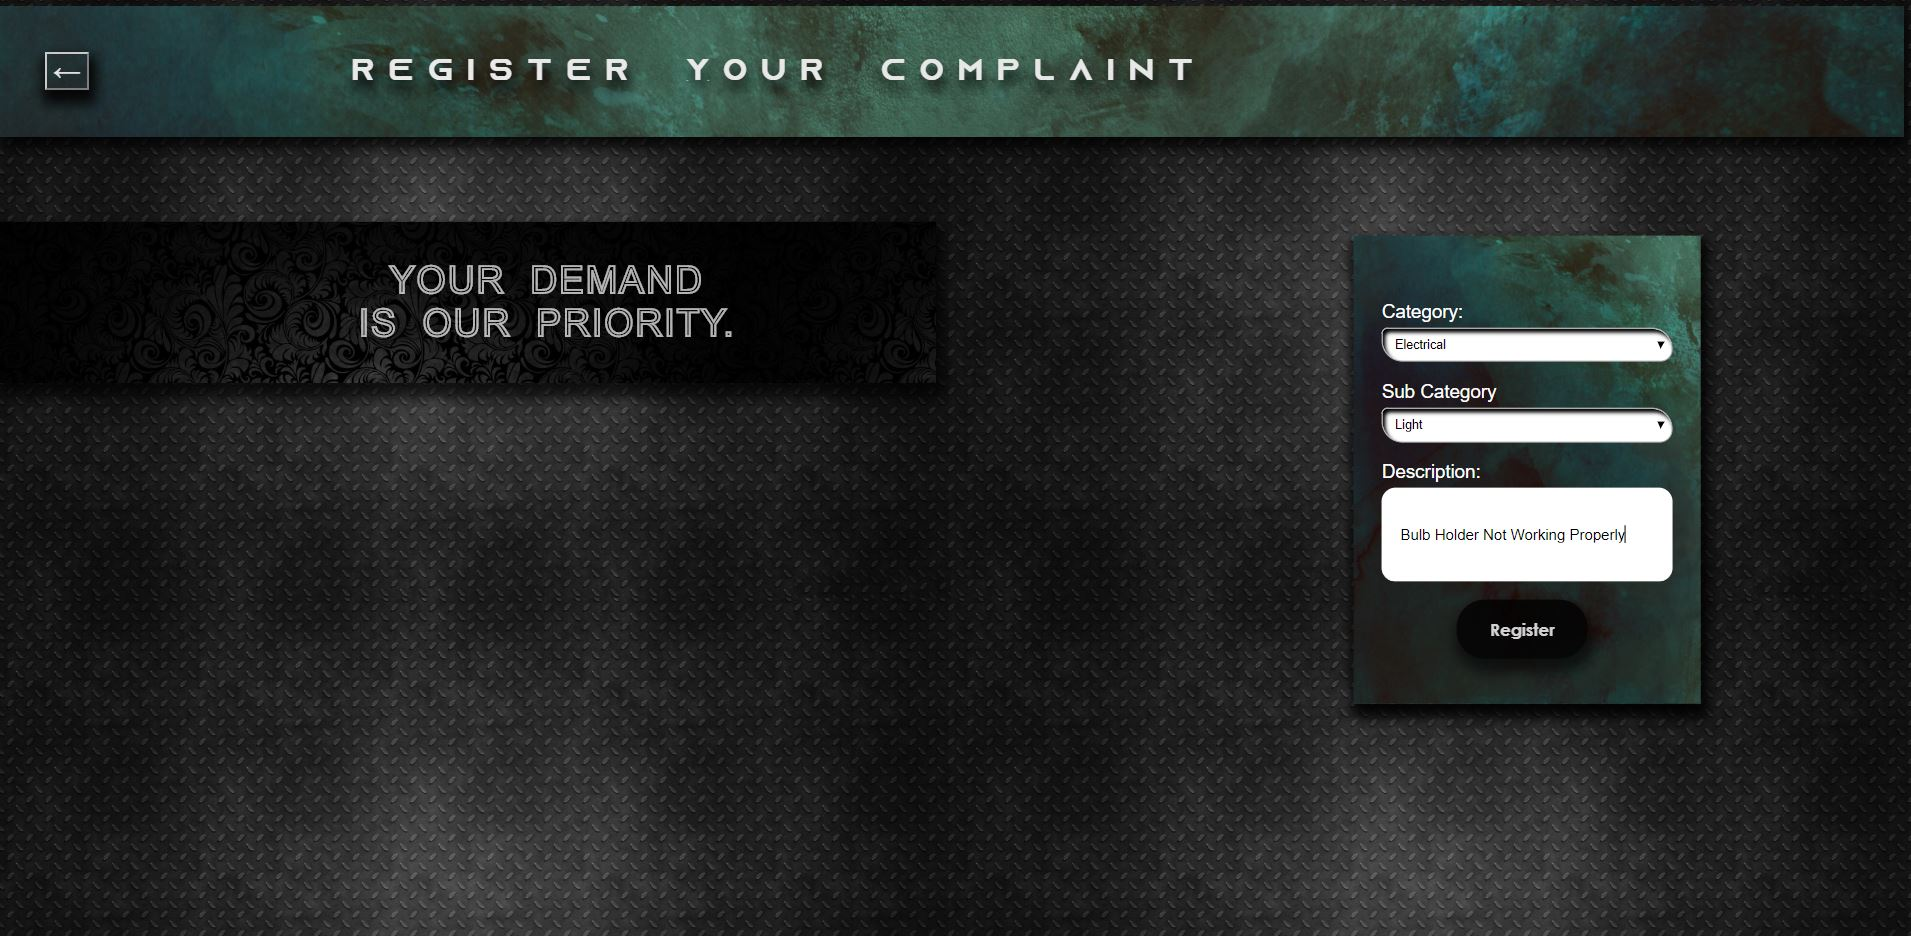 ←
REGISTER YOUR COMPLAINT
YOUR DEMAND
IS OUR PRIORITY.
Category:
Electrical
Sub Category
Light
Description:
Bulb Holder Not Working Properly
Register